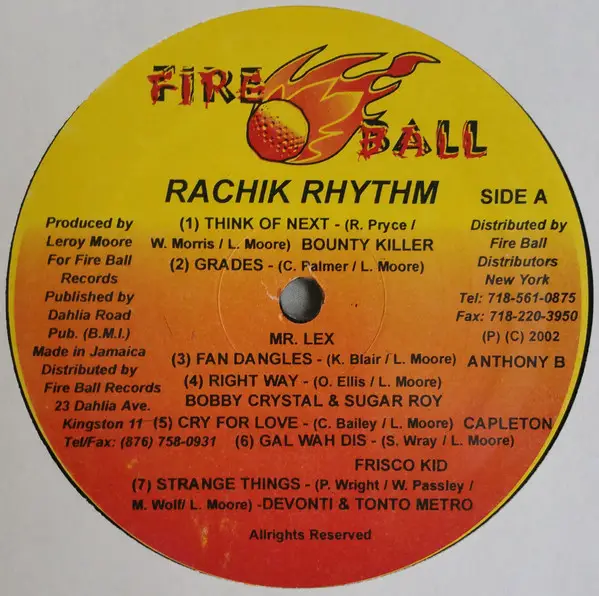 FIRE BALL
RACHIK RHYTHM
SIDE A
Produced by
Leroy Moore
For Fire Ball
Records
Published by
Dahlia Road
Pub. (B.M.I.)
Made in Jamaica
Distributed by
Fire Ball Records
23 Dahlia Ave.
Kingston 11
Tel/Fax: (876) 758-0931
(1) THINK OF NEXT - (R. Pryce /
W. Morris / L. Moore) BOUNTY KILLER
(2) GRADES - (C. Palmer / L. Moore)
MR. LEX
(3) FAN DANGLES - (K. Blair / L. Moore) ANTHONY B
(4) RIGHT WAY - (O. Ellis / L. Moore)
BOBBY CRYSTAL & SUGAR ROY
(5) CRY FOR LOVE - (C. Bailey / L. Moore) CAPLETON
(6) GAL WAH DIS - (S. Wray / L. Moore)
FRISCO KID
(7) STRANGE THINGS - (P. Wright / W. Passley /
M. Wolf/ L. Moore) -DEVONTI & TONTO METRO
Distributed by
Fire Ball
Distributors
New York
Tel: 718-561-0875
Fax: 718-220-3950
(P) (C) 2002
Allrights Reserved